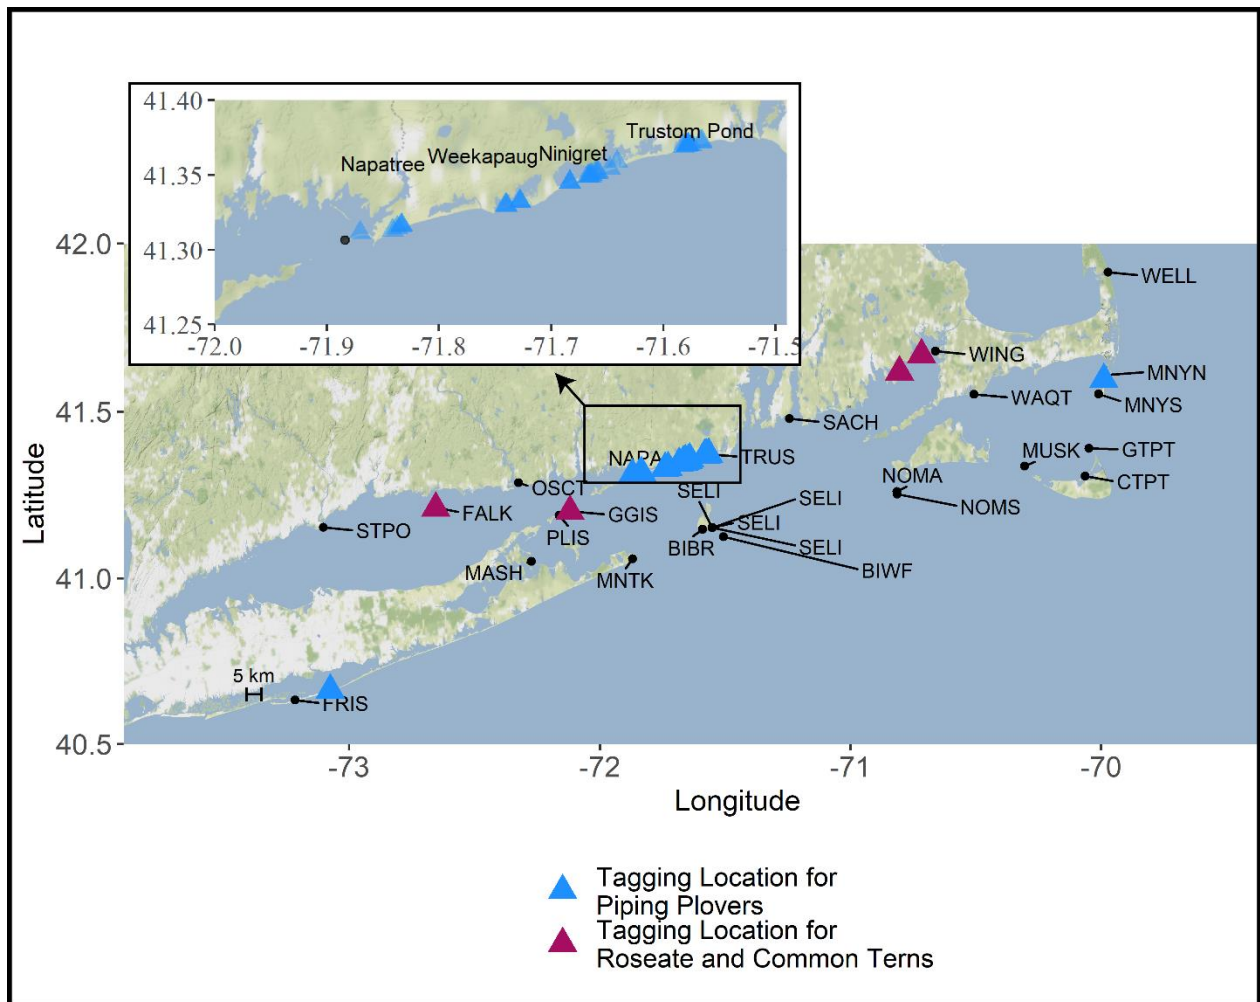 41.40
41.35
41.30
41.25
Trustom Pond
Napatree
Weekapaug
Ninigret
-72.0
-71.9
-71.8
-71.7
-71.6
-71.5
42.0
41.5
41.0
40.5
Latitude
WELL
WING
MNYN
WAQT
MNYS
SACH
MUSK
GTPT
NAPA
TRUS
NOMA
CTPT
OSCT
SELI
SELI
NOMS
FALK
GGIS
SELI
STPO
PLIS
BIBR
SELI
MASH
MNTK
BIWF
5 km
FRIS
-73
-72
-71
-70
Longitude
Tagging Location for
Piping Plovers
Tagging Location for
Roseate and Common Terns